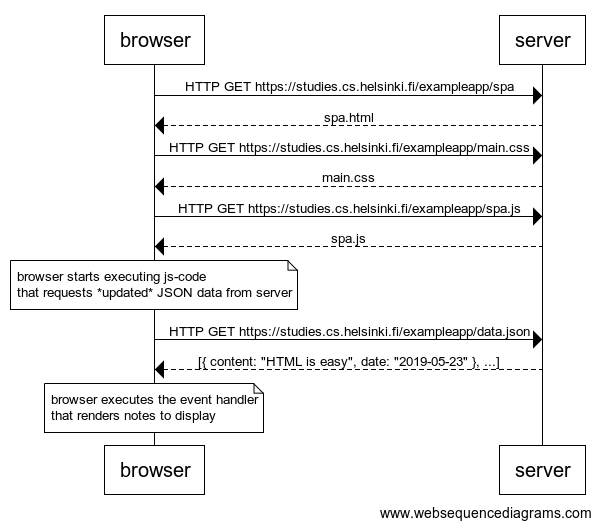 browser
server
HTTP GET https://studies.cs.helsinki.fi/exampleapp/spa
spa.html
HTTP GET https://studies.cs.helsinki.fi/exampleapp/main.css
main.css
HTTP GET https://studies.cs.helsinki.fi/exampleapp/spa.js
spa.js
browser starts executing js-code
that requests *updated* JSON data from server
HTTP GET https://studies.cs.helsinki.fi/exampleapp/data.json
[{ content: "HTML is easy", date: "2019-05-23" }, ...]
browser executes the event handler
that renders notes to display
browser
server
www.websequencediagrams.com